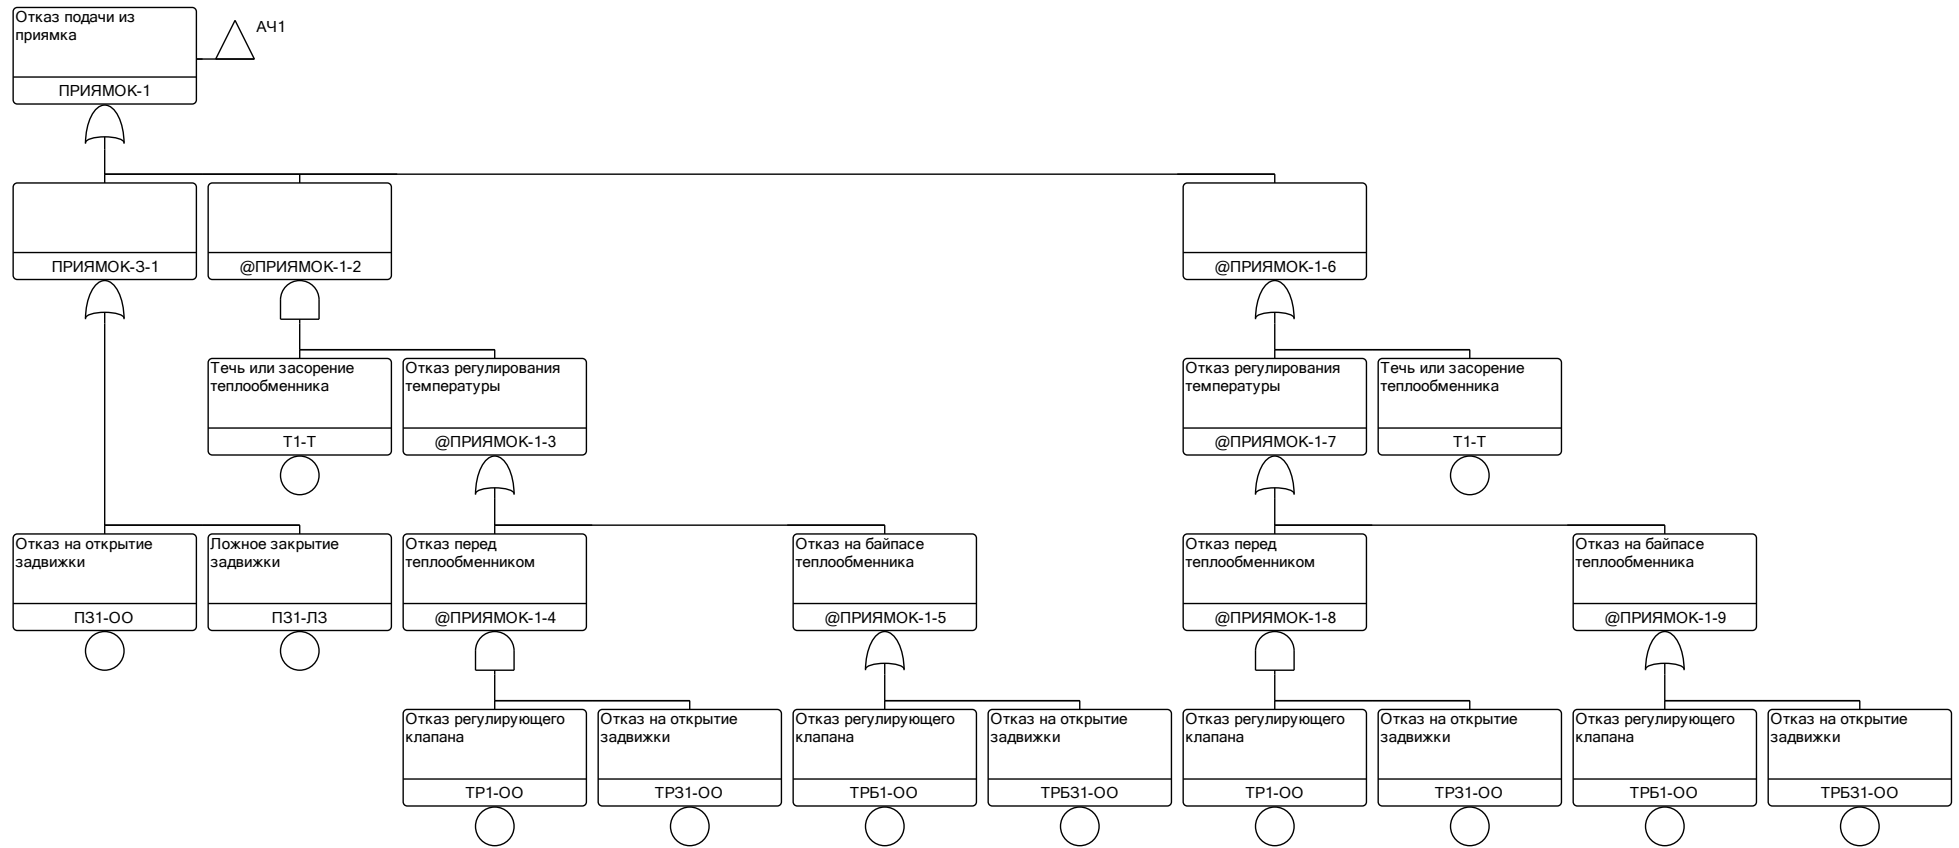 Отказ подачи из
приямка
АЧ1
ПРИЯМОК-1
ПРИЯМОК-З-1
@ПРИЯМОК-1-2
@ПРИЯМОК-1-6
Течь или засорение
теплообменника
Т1-Т
Отказ регулирования
температуры
@ПРИЯМОК-1-3
Отказ регулирования
температуры
@ПРИЯМОК-1-7
Течь или засорение
теплообменника
Т1-Т
Отказ на открытие
задвижки
ПЗ1-ОО
Ложное закрытие
задвижки
ПЗ1-ЛЗ
Отказ перед
теплообменником
@ПРИЯМОК-1-4
Отказ на байпасе
теплообменника
@ПРИЯМОК-1-5
Отказ перед
теплообменником
@ПРИЯМОК-1-8
Отказ на байпасе
теплообменника
@ПРИЯМОК-1-9
Отказ регулирующего
клапана
ТР1-ОО
Отказ на открытие
задвижки
ТРЗ1-ОО
Отказ регулирующего
клапана
ТРБ1-ОО
Отказ на открытие
задвижки
ТРБЗ1-ОО
Отказ регулирующего
клапана
ТР1-ОО
Отказ на открытие
задвижки
ТРЗ1-ОО
Отказ регулирующего
клапана
ТРБ1-ОО
Отказ на открытие
задвижки
ТРБЗ1-ОО